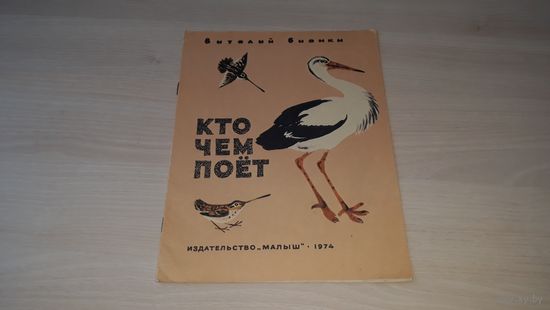 Виталий Бианки
КТО
ЧЕМ
ПОЁТ
ИЗДАТЕЛЬСТВО „МАЛЫШ“ · 1974